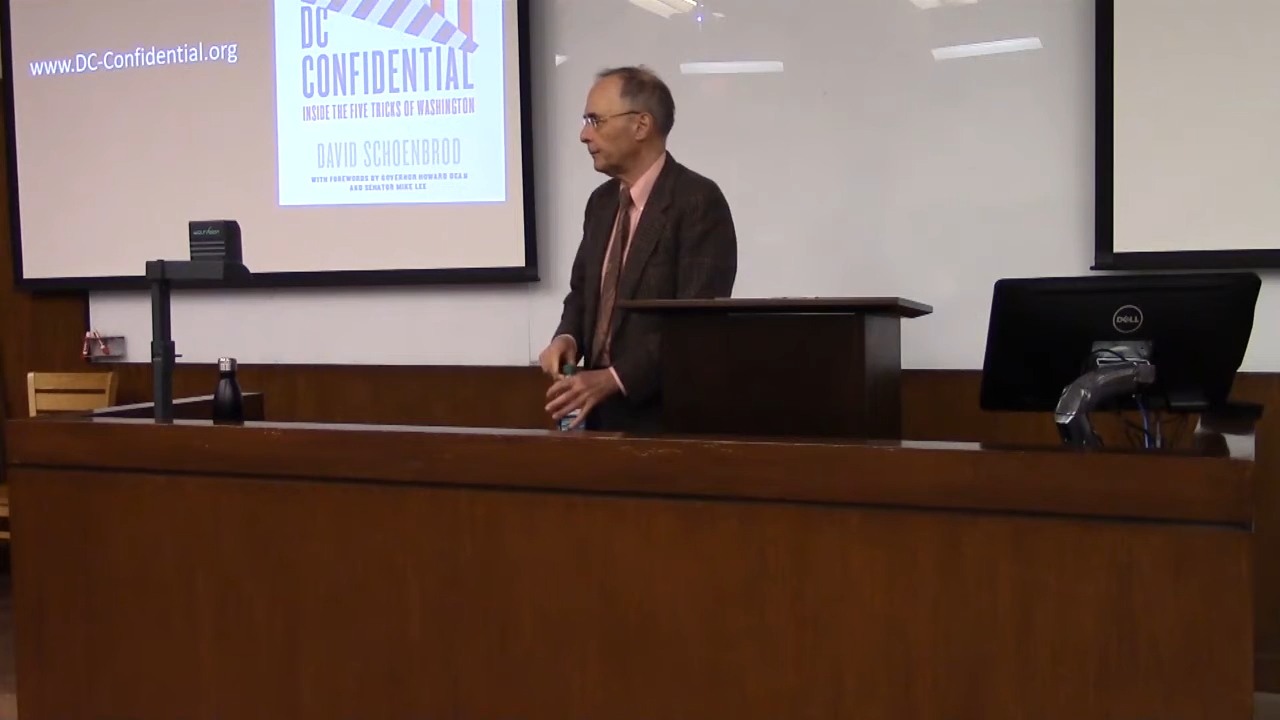 www.DC-Confidential.org
DC
CONFIDENTIAL
INSIDE THE FIVE TRICKS OF WASHINGTON
DAVID SCHOENBROD
WITH FOREWORDS BY GOVERNOR HOWARD DEAN
AND SENATOR MIKE LEE
WOLFVISION
DELL